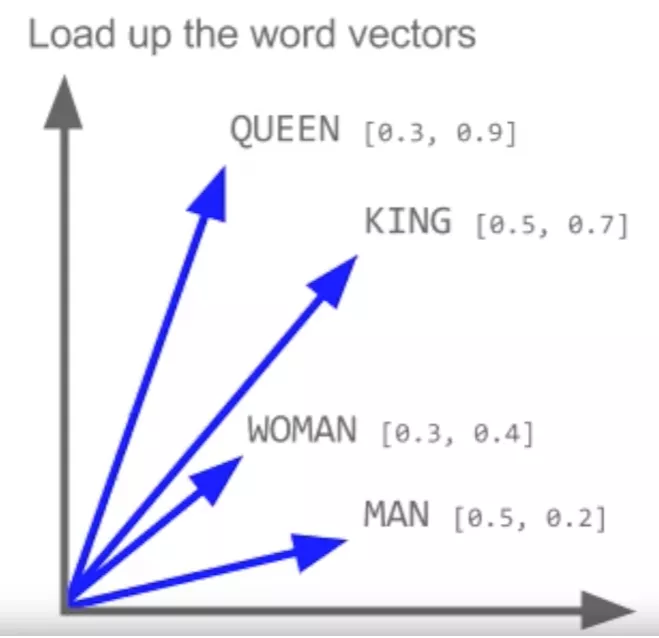 Load up the word vectors
QUEEN [0.3, 0.9]
KING [0.5, 0.7]
WOMAN [0.3, 0.4]
MAN [0.5, 0.2]